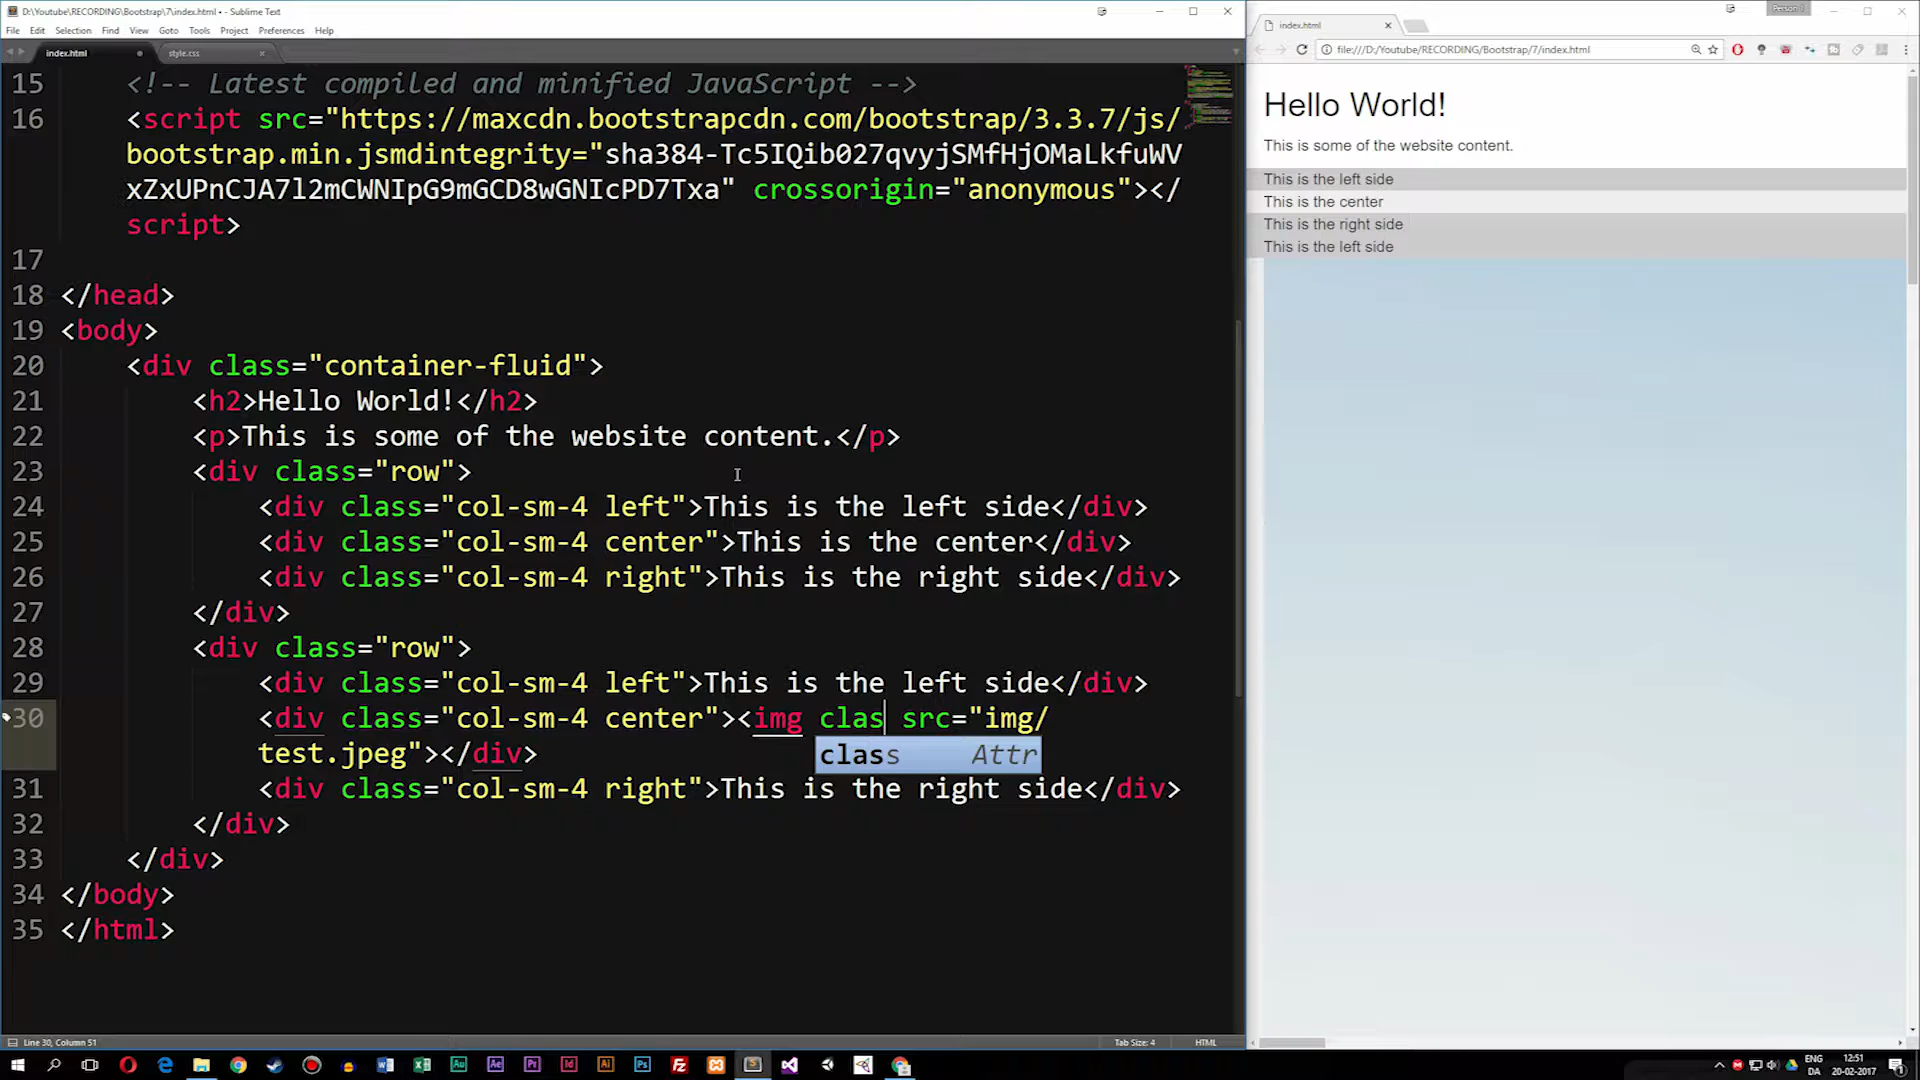 D:\Youtube\RECORDING\Bootstrap\7\index.html • - Sublime Text
File Edit Selection Find View Goto Tools Project Preferences Help
index.html
style.css
15 <!-- Latest compiled and minified JavaScript -->
16 <script src="https://maxcdn.bootstrapcdn.com/bootstrap/3.3.7/js/
bootstrap.min.jsmdintegrity="sha384-Tc5IQib027qvyjSMfHjOMaLkfuWV
xZxUPnCJA7l2mCWNIpG9mGCD8wGNIcPD7Txa" crossorigin="anonymous"></
script>
17
18 </head>
19 <body>
20 <div class="container-fluid">
21 <h2>Hello World!</h2>
22 <p>This is some of the website content.</p>
23 <div class="row">
24 <div class="col-sm-4 left">This is the left side</div>
25 <div class="col-sm-4 center">This is the center</div>
26 <div class="col-sm-4 right">This is the right side</div>
27 </div>
28 <div class="row">
29 <div class="col-sm-4 left">This is the left side</div>
30 <div class="col-sm-4 center"><img clas src="img/
test.jpeg"></div>
class Attr
31 <div class="col-sm-4 right">This is the right side</div>
32 </div>
33 </div>
34 </body>
35 </html>
Line 30, Column 51
Tab Size: 4
HTML
Person 1
index.html
file:///D:/Youtube/RECORDING/Bootstrap/7/index.html
Hello World!
This is some of the website content.
This is the left side
This is the center
This is the right side
This is the left side
ENG
DA
12:51
20-02-2017